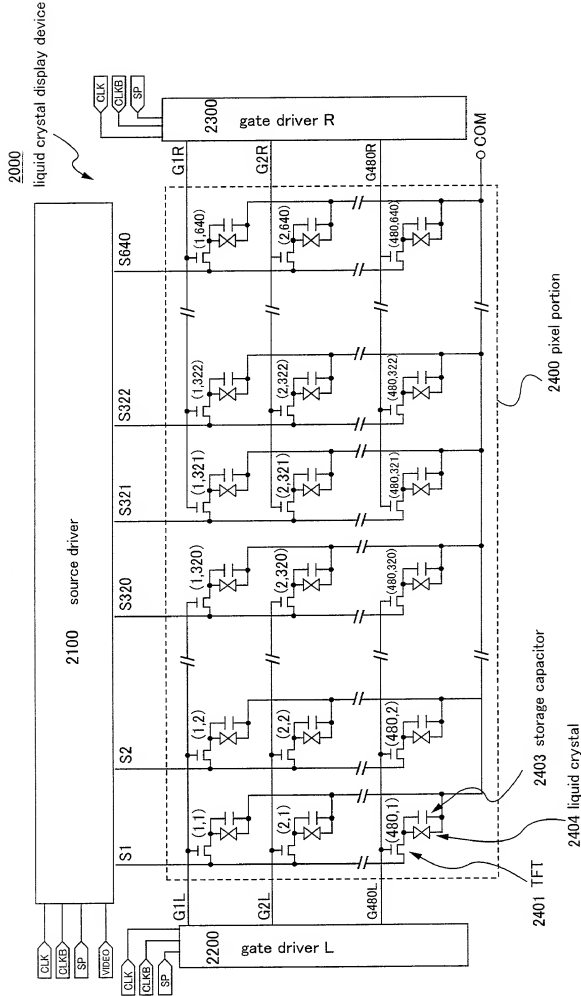 2000
liquid crystal display device
CLK
CLKB
SP
VIDEO
2100 source driver
S1
S2
S320
S321
S322
S640
CLK
CLKB
SP
2200
gate driver L
CLK
CLKB
SP
2300
gate driver R
G1L
G1R
(1,1)
(1,2)
(1,320)
(1,321)
(1,322)
(1,640)
G2L
G2R
(2,1)
(2,2)
(2,320)
(2,321)
(2,322)
(2,640)
G480L
G480R
(480,1)
(480,2)
(480,320)
(480,321)
(480,322)
(480,640)
COM
2401 TFT
2404 liquid crystal
2403 storage capacitor
2400 pixel portion